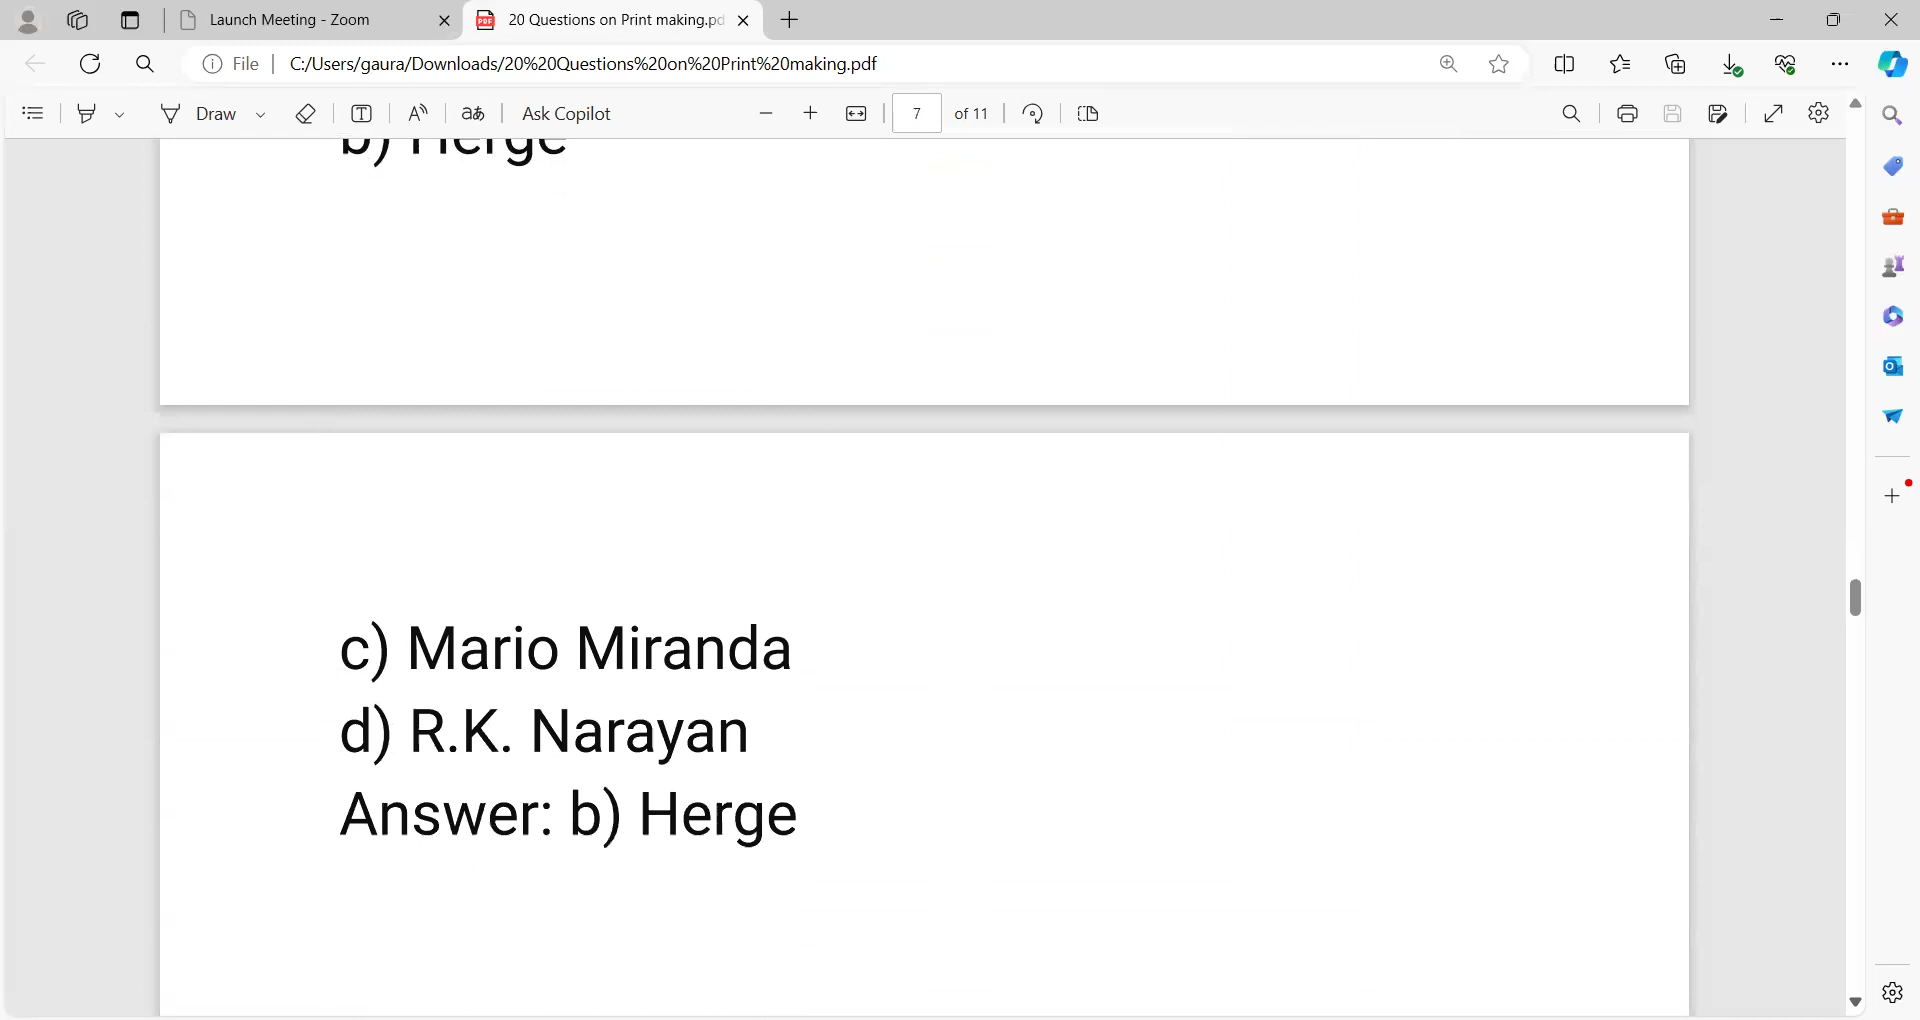 Launch Meeting - Zoom
20 Questions on Print making.pd
File
C:/Users/gaura/Downloads/20%20Questions%20on%20Print%20making.pdf
Draw
Ask Copilot
7
of 11
b) Herge
c) Mario Miranda
d) R.K. Narayan
Answer: b) Herge